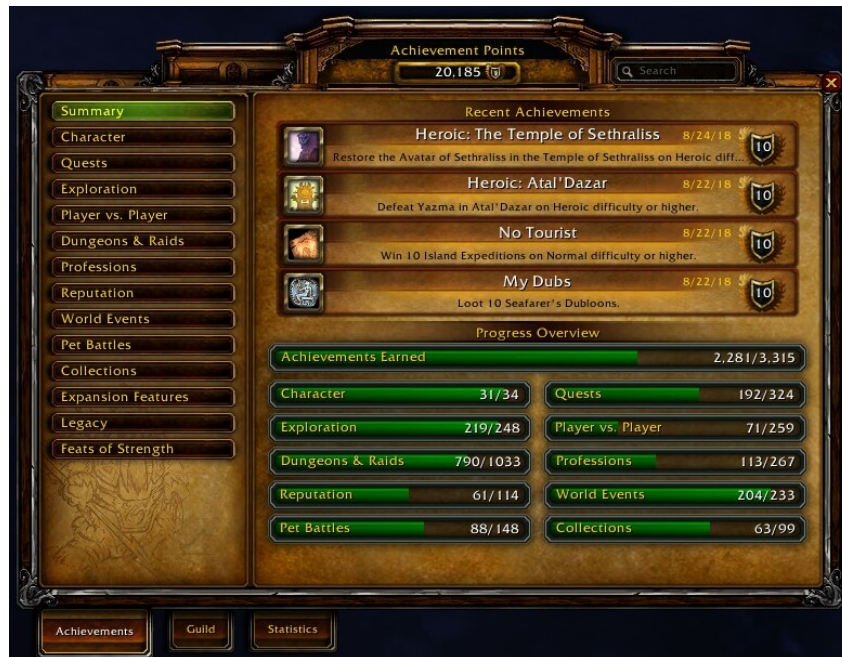 Achievement Points
20,185
Search
Summary
Character
Quests
Exploration
Player vs. Player
Dungeons & Raids
Professions
Reputation
World Events
Pet Battles
Collections
Expansion Features
Legacy
Feats of Strength
Recent Achievements
Heroic: The Temple of Sethraliss 8/24/18 10
Restore the Avatar of Sethraliss in the Temple of Sethraliss on Heroic diff...
Heroic: Atal'Dazar 8/22/18 10
Defeat Yazma in Atal'Dazar on Heroic difficulty or higher.
No Tourist 8/22/18 10
Win 10 Island Expeditions on Normal difficulty or higher.
My Dubs 8/22/18 10
Loot 10 Seafarer's Dubloons.
Progress Overview
Achievements Earned 2,281/3,315
Character 31/34 Quests 192/324
Exploration 219/248 Player vs. Player 71/259
Dungeons & Raids 790/1033 Professions 113/267
Reputation 61/114 World Events 204/233
Pet Battles 88/148 Collections 63/99
Achievements Guild Statistics